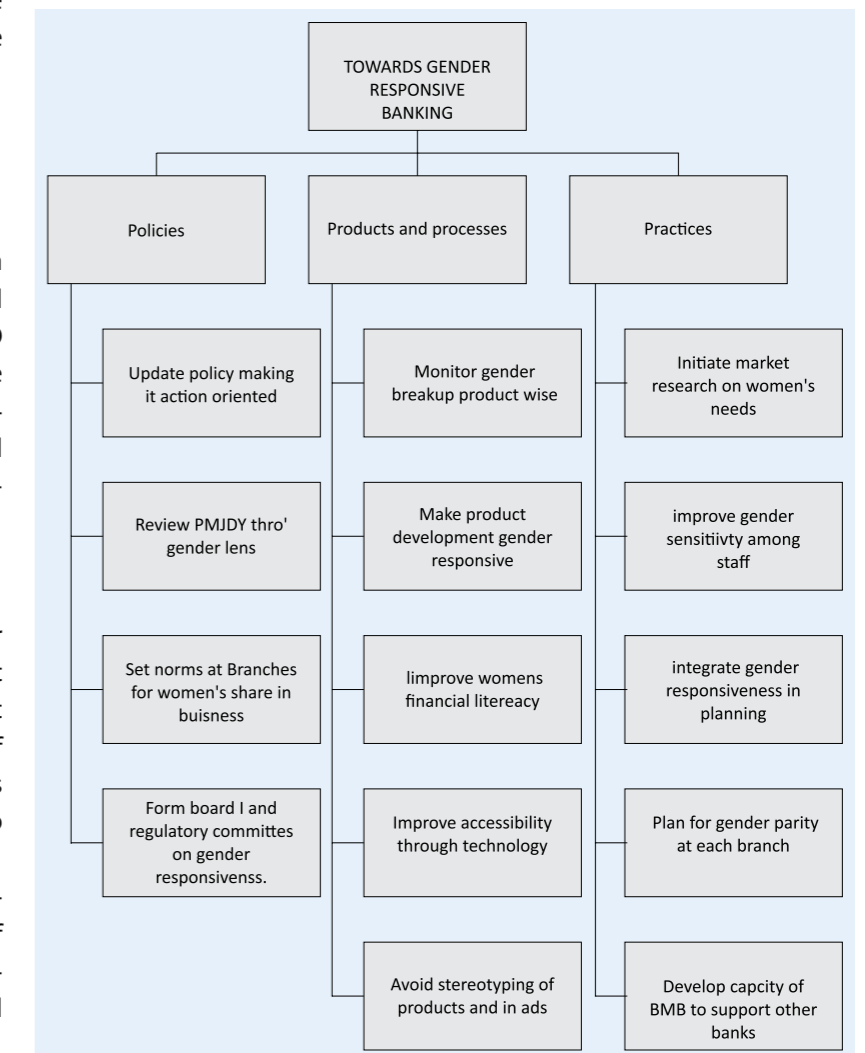 TOWARDS GENDER
RESPONSIVE
BANKING
Policies
Products and processes
Practices
Update policy making
it action oriented
Review PMJDY thro'
gender lens
Set norms at Branches
for women's share in
buisness
Form board I and
regulatory committes
on gender
responsivenss.
Monitor gender
breakup product wise
Make product
development gender
responsive
Iimprove womens
financial litereacy
Improve accessibility
through technology
Avoid stereotyping of
products and in ads
Initiate market
research on women's
needs
improve gender
sensitiivty among
staff
integrate gender
responsiveness in
planning
Plan for gender parity
at each branch
Develop capcity of
BMB to support other
banks